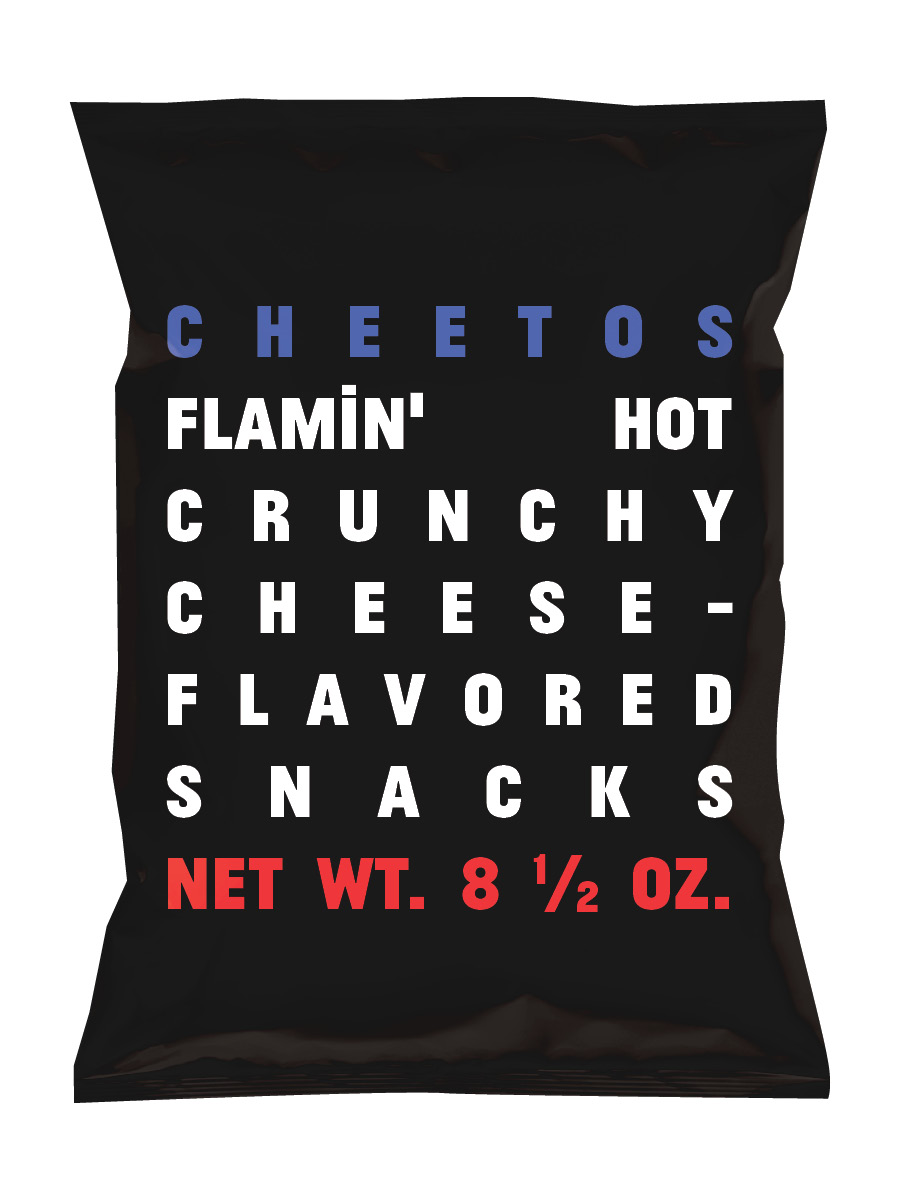 CHEETOS
FLAMİN' HOT
CRUNCHY
CHEESE-
FLAVORED
SNACKS
NET WT. 8 ½ OZ.